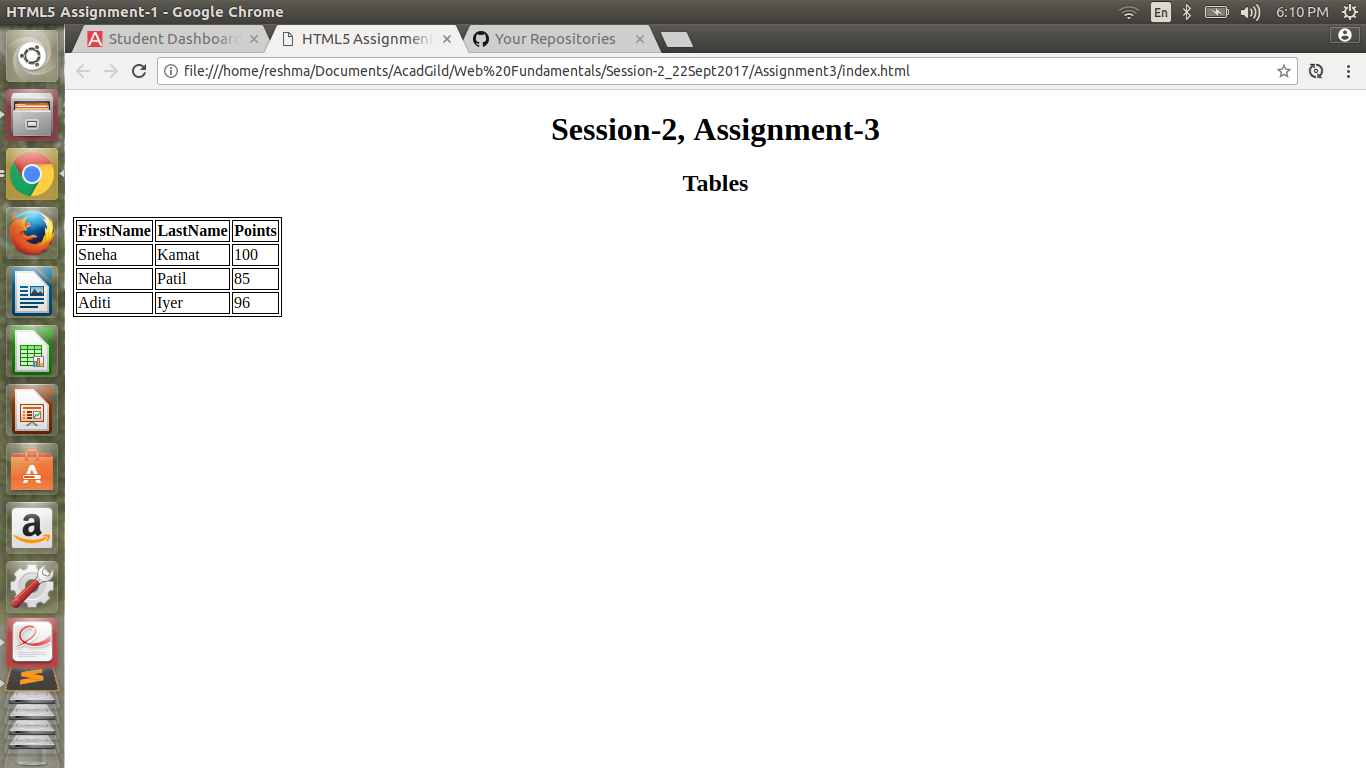 HTML5 Assignment-1 - Google Chrome
En
6:10 PM
Student Dashboard
HTML5 Assignment
Your Repositories
file:///home/reshma/Documents/AcadGild/Web%20Fundamentals/Session-2_22Sept2017/Assignment3/index.html
Session-2, Assignment-3
Tables
FirstName LastName Points
Sneha Kamat 100
Neha Patil 85
Aditi Iyer 96